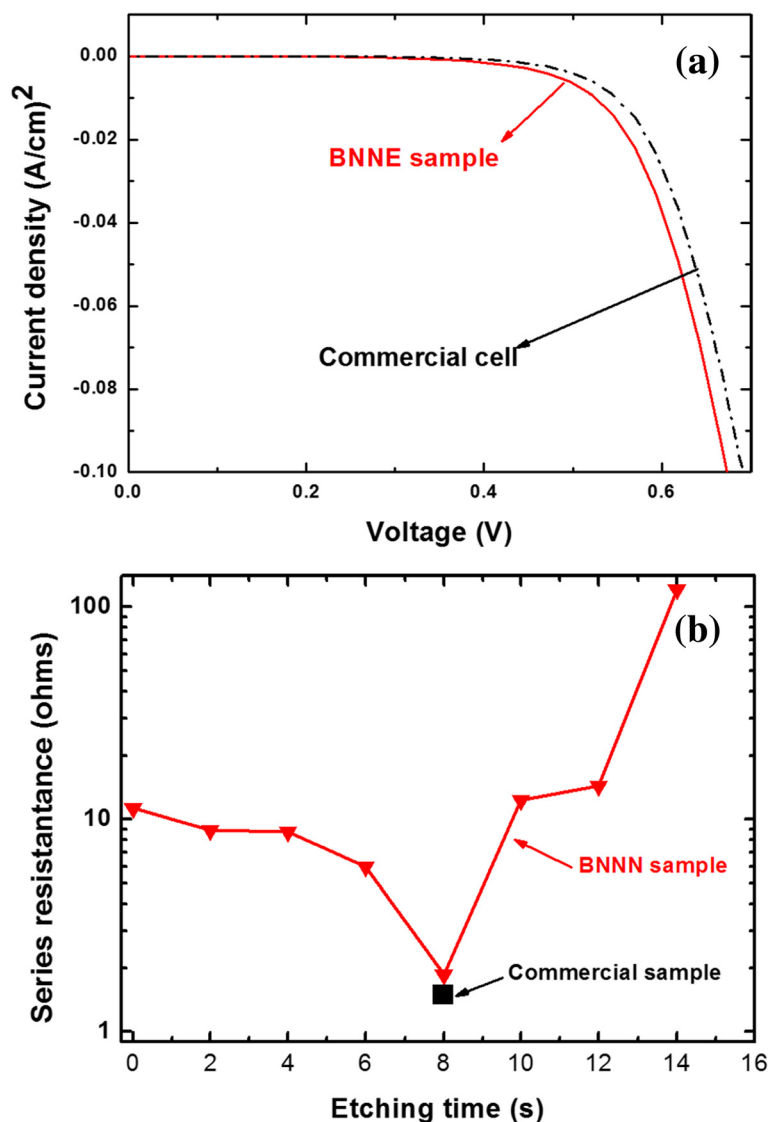 (a)
0.00
-0.02
-0.04
-0.06
-0.08
-0.10
Current density (A/cm)2
BNNE sample
Commercial cell
0.0 0.2 0.4 0.6
Voltage (V)
(b)
100
10
1
Series resistantance (ohms)
BNNN sample
Commercial sample
0 2 4 6 8 10 12 14 16
Etching time (s)